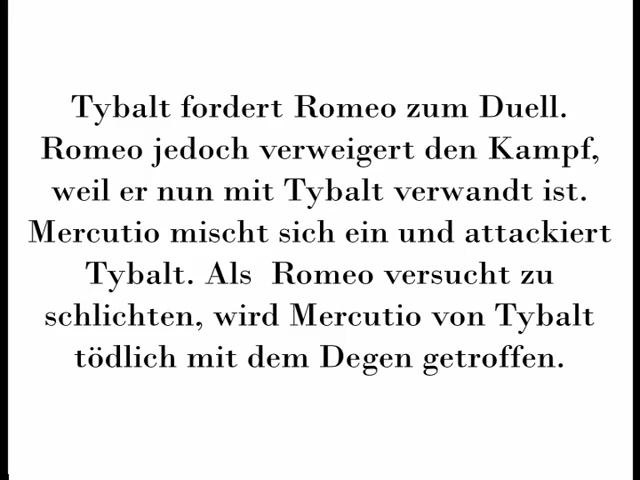 Tybalt fordert Romeo zum Duell.
Romeo jedoch verweigert den Kampf,
weil er nun mit Tybalt verwandt ist.
Mercutio mischt sich ein und attackiert
Tybalt. Als  Romeo versucht zu
schlichten, wird Mercutio von Tybalt
tödlich mit dem Degen getroffen.